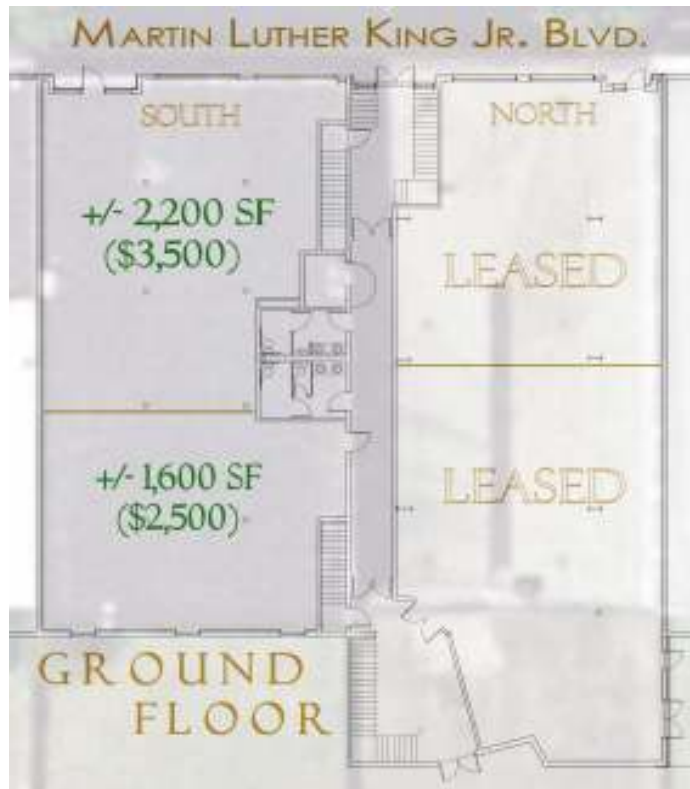 Martin Luther King Jr. Blvd.
SOUTH
NORTH
+/- 2,200 SF
($3,500)
LEASED
+/- 1,600 SF
($2,500)
LEASED
GROUND
FLOOR